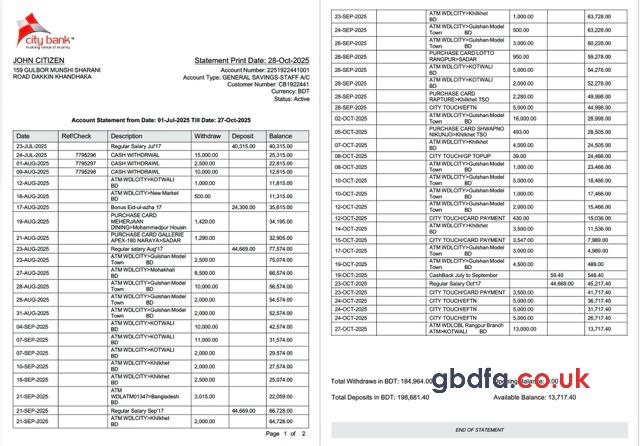 city bank
making sense of money
JOHN CITIZEN
159 GULBOR MUNSHI SHARANI
ROAD DAKKIN KHANDHAKA
Statement Print Date: 28-Oct-2025
Account Number: 2251922441001
Account Type: GENERAL SAVINGS-STAFF A/C
Customer Number: CB1922441
Currency: BDT
Status: Active
Account Statement from Date: 01-Jul-2025 Till Date: 27-Oct-2025
Date Ref/Check Description Withdraw Deposit Balance
23-JUL-2025 Regular Salary Jul'17 40,315.00 40,315.00
24-JUL-2025 7795296 CASH WITHDRWAL 15,000.00 25,315.00
01-AUG-2025 7795297 CASH WITHDRAWL 2,500.00 22,815.00
09-AUG-2025 7795298 CASH WITHDRAWL 10,000.00 12,815.00
12-AUG-2025 ATM WDLCITY>KOTWALI BD 1,000.00 11,815.00
16-AUG-2025 ATM WDLCITY>New Market BD 500.00 11,315.00
17-AUG-2025 Bonus Eid-ul-azha 17 24,300.00 35,615.00
19-AUG-2025 PURCHASE CARD MEHERJAAN DINING>Mohammadpur Housin 1,420.00 34,195.00
21-AUG-2025 PURCHASE CARD GALLERIE APEX-180 NARAYA>SADAR 1,290.00 32,905.00
23-AUG-2025 Regular salary Aug'17 44,669.00 77,574.00
23-AUG-2025 ATM WDLCITY>Gulshan Model Town BD 2,500.00 75,074.00
27-AUG-2025 ATM WDLCITY>Mohakhali BD 8,500.00 66,574.00
28-AUG-2025 ATM WDLCITY>Gulshan Model Town BD 10,000.00 56,574.00
28-AUG-2025 ATM WDLCITY>Gulshan Model Town BD 2,000.00 54,574.00
31-AUG-2025 ATM WDLCITY>Gulshan Model Town BD 2,000.00 52,574.00
04-SEP-2025 ATM WDLCITY>KOTWALI BD 10,000.00 42,574.00
07-SEP-2025 ATM WDLCITY>KOTWALI BD 11,000.00 31,574.00
07-SEP-2025 ATM WDLCITY>KOTWALI BD 2,000.00 29,574.00
10-SEP-2025 ATM WDLCITY>Khilkhet BD 2,000.00 27,574.00
18-SEP-2025 ATM WDLCITY>Khilkhet BD 2,500.00 25,074.00
21-SEP-2025 ATM WDLATM01347>Bangladesh BD 3,015.00 22,059.00
21-SEP-2025 Regular Salary Sep'17 44,669.00 66,728.00
21-SEP-2025 ATM WDLCITY>Khilkhet BD 2,000.00 64,728.00
Page 1 of 2
23-SEP-2025 ATM WDLCITY>Khilkhet BD 1,000.00 63,728.00
24-SEP-2025 ATM WDLCITY>Gulshan Model Town BD 500.00 63,228.00
26-SEP-2025 ATM WDLCITY>Gulshan Model Town BD 3,000.00 60,228.00
28-SEP-2025 PURCHASE CARD LOTTO RANGPUR>SADAR 950.00 59,278.00
28-SEP-2025 ATM WDLCITY>KOTWALI BD 5,000.00 54,278.00
28-SEP-2025 ATM WDLCITY>KOTWALI BD 2,000.00 52,278.00
28-SEP-2025 PURCHASE CARD RAPTURE>Khilkhet TSO 2,280.00 49,998.00
28-SEP-2025 CITY TOUCH/EFTN 5,000.00 44,998.00
02-OCT-2025 ATM WDLCITY>Gulshan Model Town BD 16,000.00 28,998.00
05-OCT-2025 PURCHASE CARD SHWAPNO NIKUNJO>Khilkhet TSO 493.00 28,505.00
07-OCT-2025 ATM WDLCITY>Khilkhet BD 4,000.00 24,505.00
08-OCT-2025 CITY TOUCH/GP TOPUP 39.00 24,466.00
08-OCT-2025 ATM WDLCITY>Gulshan Model Town BD 1,000.00 23,466.00
10-OCT-2025 ATM WDLCITY>Gulshan Model Town BD 5,000.00 18,466.00
10-OCT-2025 ATM WDLCITY>Gulshan Model Town BD 1,000.00 17,466.00
12-OCT-2025 ATM WDLCITY>Gulshan Model Town BD 2,000.00 15,466.00
12-OCT-2025 CITY TOUCH/CARD PAYMENT 430.00 15,036.00
14-OCT-2025 ATM WDLCITY>Khilkhet BD 3,500.00 11,536.00
15-OCT-2025 CITY TOUCH/CARD PAYMENT 3,547.00 7,989.00
17-OCT-2025 ATM WDLCITY>Gulshan Model Town BD 3,000.00 4,989.00
19-OCT-2025 ATM WDLCITY>Gulshan Model Town BD 4,500.00 489.00
19-OCT-2025 CashBack July to September 59.40 548.40
23-OCT-2025 Regular Salary Oct'17 44,669.00 45,217.40
23-OCT-2025 CITY TOUCH/CARD PAYMENT 3,500.00 41,717.40
24-OCT-2025 CITY TOUCH/EFTN 5,000.00 36,717.40
24-OCT-2025 CITY TOUCH/EFTN 5,000.00 31,717.40
24-OCT-2025 CITY TOUCH/EFTN 5,000.00 26,717.40
27-OCT-2025 ATM WDLCBL Rangpur Branch ATM>KOTWALI BD 13,000.00 13,717.40
Total Withdraws in BDT: 184,964.00 Opening Balance: 0.00
Total Deposits in BDT: 198,681.40 Available Balance: 13,717.40
gbdfa.co.uk
END OF STATEMENT